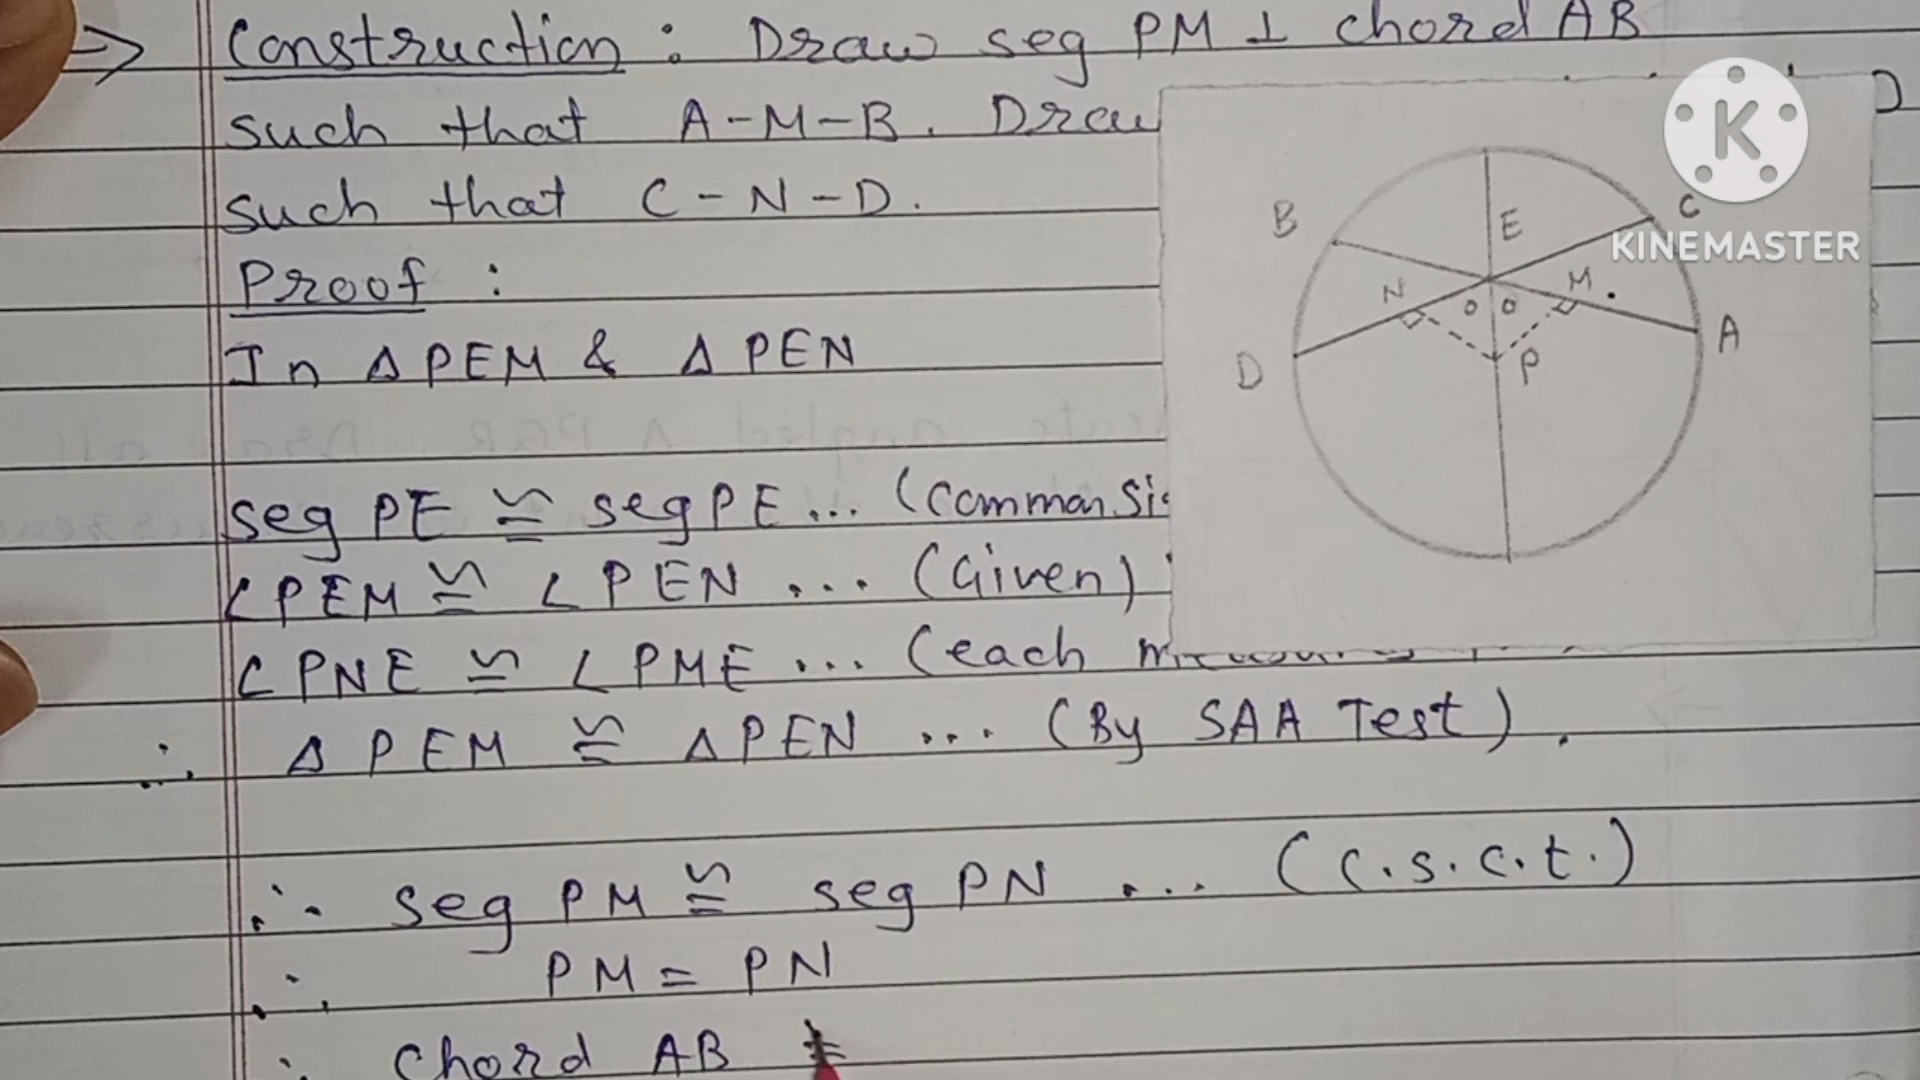 ⇒ Construction : Draw seg PM ⊥ chord AB
such that A-M-B. Draw D
such that C-N-D.
Proof :
In Δ PEM & Δ PEN
seg PE ≅ seg PE ... (Common
∠PEM ≅ ∠PEN ... (Given)
∠PNE ≅ ∠PME ... (each
∴ Δ PEM ≅ Δ PEN ... (By SAA Test).
∴ seg PM ≅ seg PN ... (C.S.C.T.)
∴ PM = PN
∴ Chord AB
B
E
C
N
M
A
D
P
K
KINEMASTER